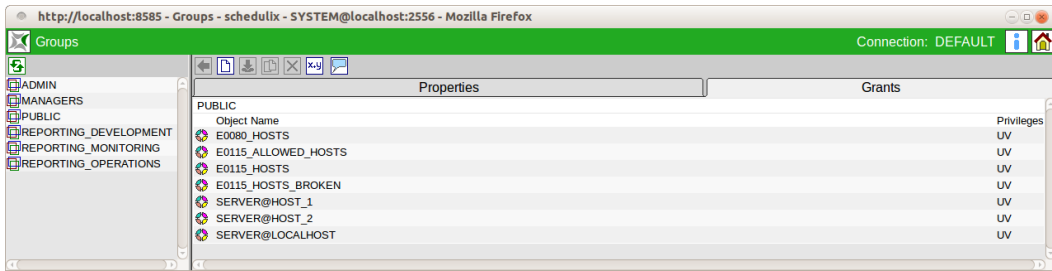 http://localhost:8585 - Groups - schedulix - SYSTEM@localhost:2556 - Mozilla Firefox
Groups
Connection: DEFAULT
ADMIN
MANAGERS
PUBLIC
REPORTING_DEVELOPMENT
REPORTING_MONITORING
REPORTING_OPERATIONS
x.y
Properties
Grants
PUBLIC
Object Name Privileges
E0080_HOSTS UV
E0115_ALLOWED_HOSTS UV
E0115_HOSTS UV
E0115_HOSTS_BROKEN UV
SERVER@HOST_1 UV
SERVER@HOST_2 UV
SERVER@LOCALHOST UV